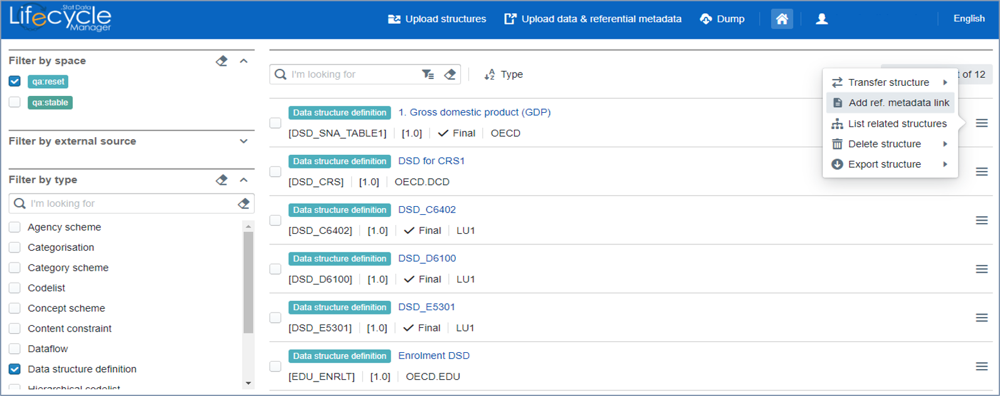 .Stat Data
Lifecycle
Manager
Upload structures
Upload data & referential metadata
Dump
English
Filter by space
qa:reset
qa:stable
Filter by external source
Filter by type
I'm looking for
Agency scheme
Categorisation
Category scheme
Codelist
Concept scheme
Content constraint
Dataflow
Data structure definition
Hierarchical codelist
I'm looking for
Type
of 12
Transfer structure
Add ref. metadata link
List related structures
Delete structure
Export structure
Data structure definition 1. Gross domestic product (GDP)
[DSD_SNA_TABLE1] [1.0] Final OECD
Data structure definition DSD for CRS1
[DSD_CRS] [1.0] OECD.DCD
Data structure definition DSD_C6402
[DSD_C6402] [1.0] Final LU1
Data structure definition DSD_D6100
[DSD_D6100] [1.0] Final LU1
Data structure definition DSD_E5301
[DSD_E5301] [1.0] Final LU1
Data structure definition Enrolment DSD
[EDU_ENRLT] [1.0] OECD.EDU